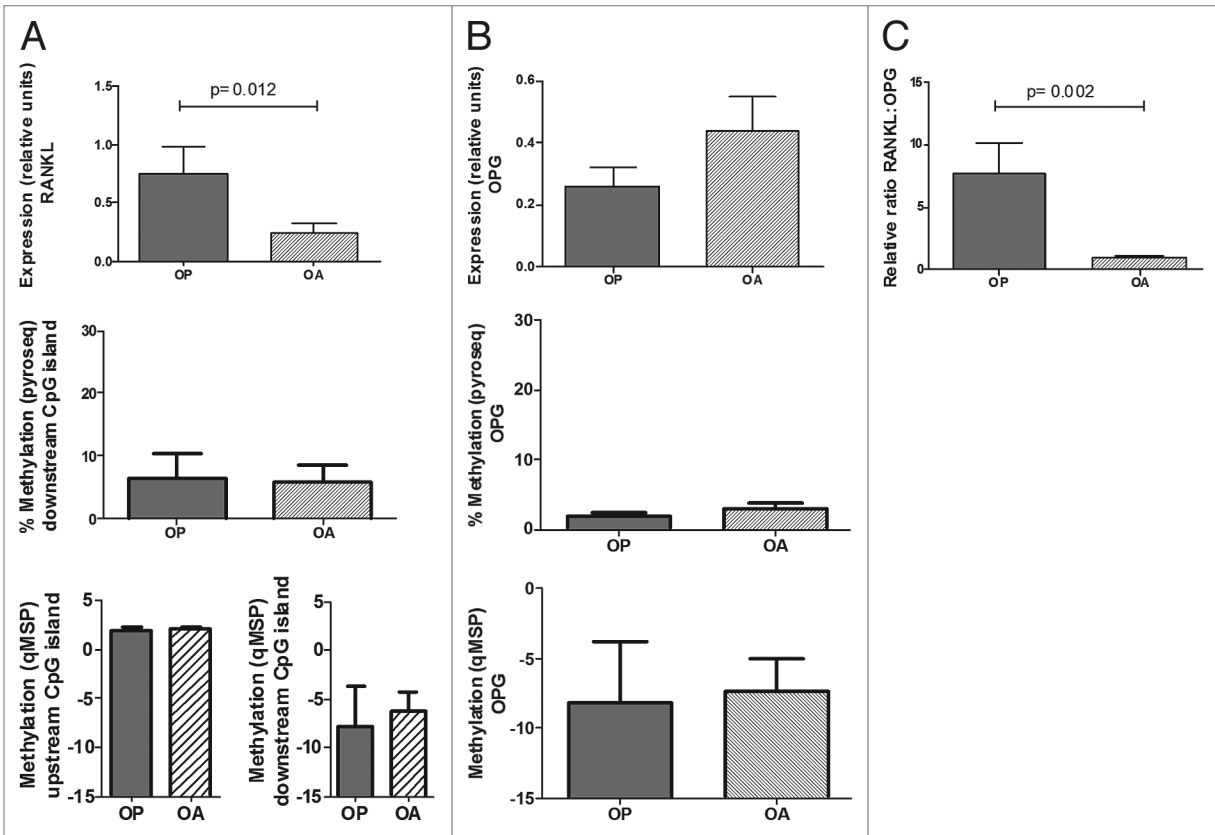 A
Expression (relative units)
RANKL
1.5
1.0
0.5
0.0
p= 0.012
OP
OA
% Methylation (pyroseq)
downstream CpG island
30
20
10
0
OP
OA
Methylation (qMSP)
upstream CpG island
5
0
-5
-10
-15
OP
OA
Methylation (qMSP)
downstream CpG island
5
0
-5
-10
-15
OP
OA
B
Expression (relative units)
OPG
0.6
0.4
0.2
0.0
OP
OA
% Methylation (pyroseq)
OPG
30
20
10
0
OP
OA
Methylation (qMSP)
OPG
0
-5
-10
-15
OP
OA
C
Relative ratio RANKL:OPG
15
10
5
0
p= 0.002
OP
OA